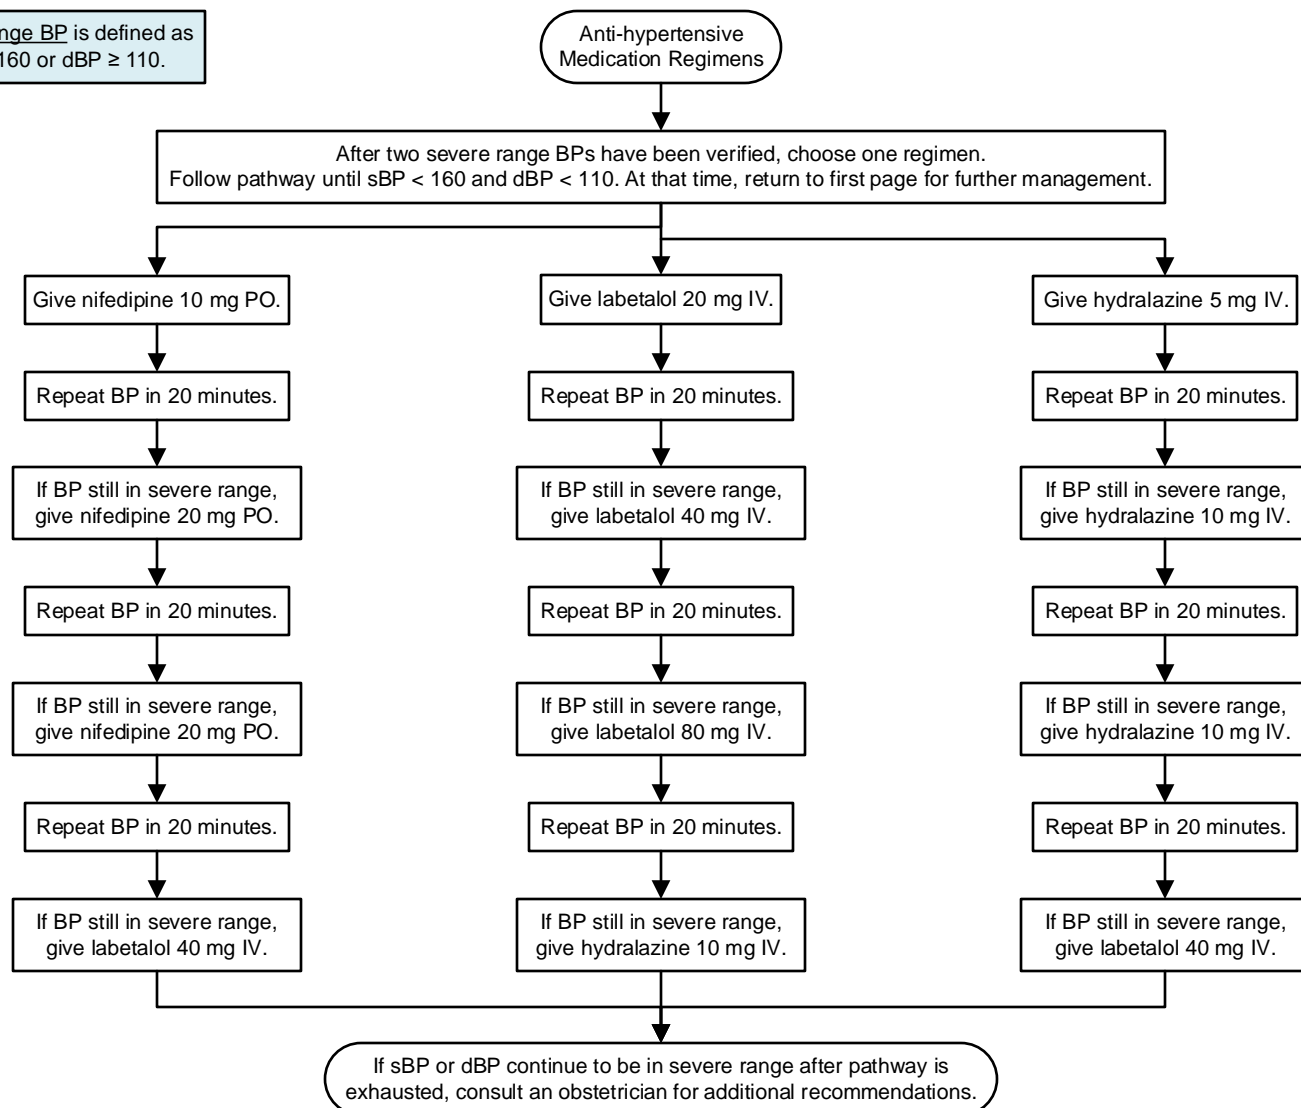 nge BP is defined as
160 or dBP ≥ 110.
Anti-hypertensive
Medication Regimens
After two severe range BPs have been verified, choose one regimen.
Follow pathway until sBP < 160 and dBP < 110. At that time, return to first page for further management.
Give nifedipine 10 mg PO.
Give labetalol 20 mg IV.
Give hydralazine 5 mg IV.
Repeat BP in 20 minutes.
Repeat BP in 20 minutes.
Repeat BP in 20 minutes.
If BP still in severe range,
give nifedipine 20 mg PO.
If BP still in severe range,
give labetalol 40 mg IV.
If BP still in severe range,
give hydralazine 10 mg IV.
Repeat BP in 20 minutes.
Repeat BP in 20 minutes.
Repeat BP in 20 minutes.
If BP still in severe range,
give nifedipine 20 mg PO.
If BP still in severe range,
give labetalol 80 mg IV.
If BP still in severe range,
give hydralazine 10 mg IV.
Repeat BP in 20 minutes.
Repeat BP in 20 minutes.
Repeat BP in 20 minutes.
If BP still in severe range,
give labetalol 40 mg IV.
If BP still in severe range,
give hydralazine 10 mg IV.
If BP still in severe range,
give labetalol 40 mg IV.
If sBP or dBP continue to be in severe range after pathway is
exhausted, consult an obstetrician for additional recommendations.